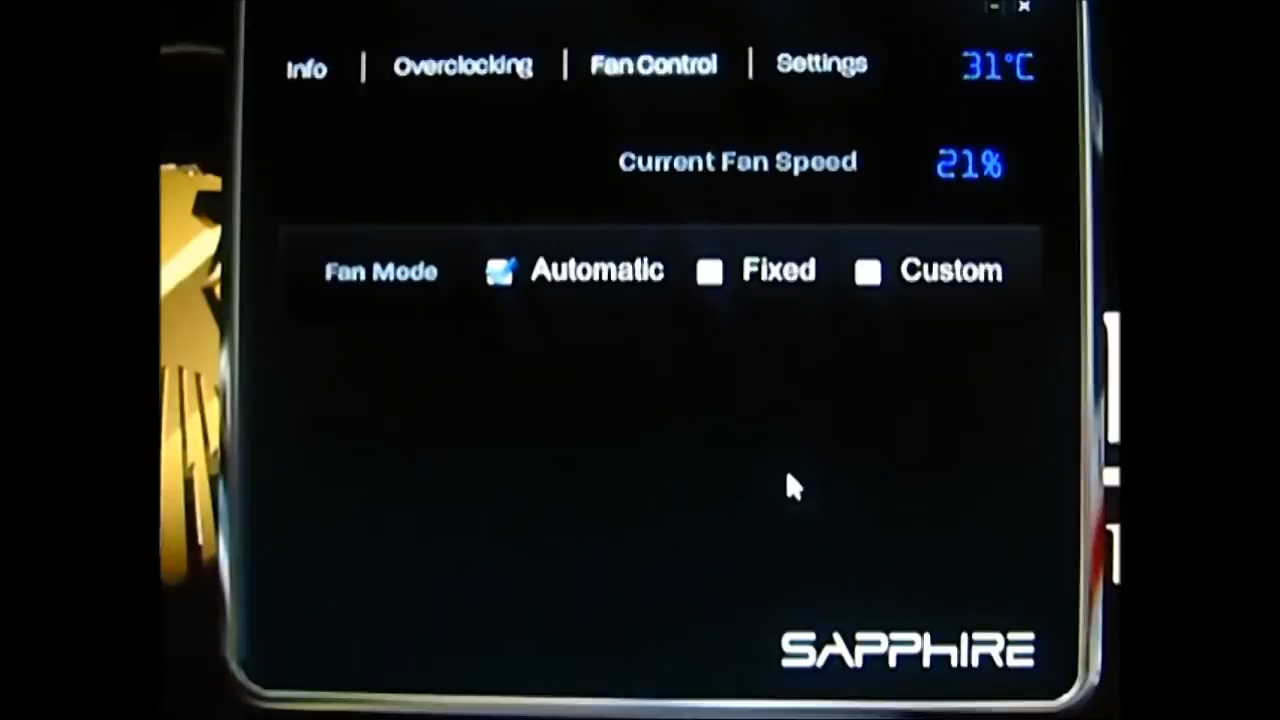 Info | Overclocking | Fan Control | Settings 31°C
Current Fan Speed 21%
Fan Mode Automatic Fixed Custom
SAPPHIRE